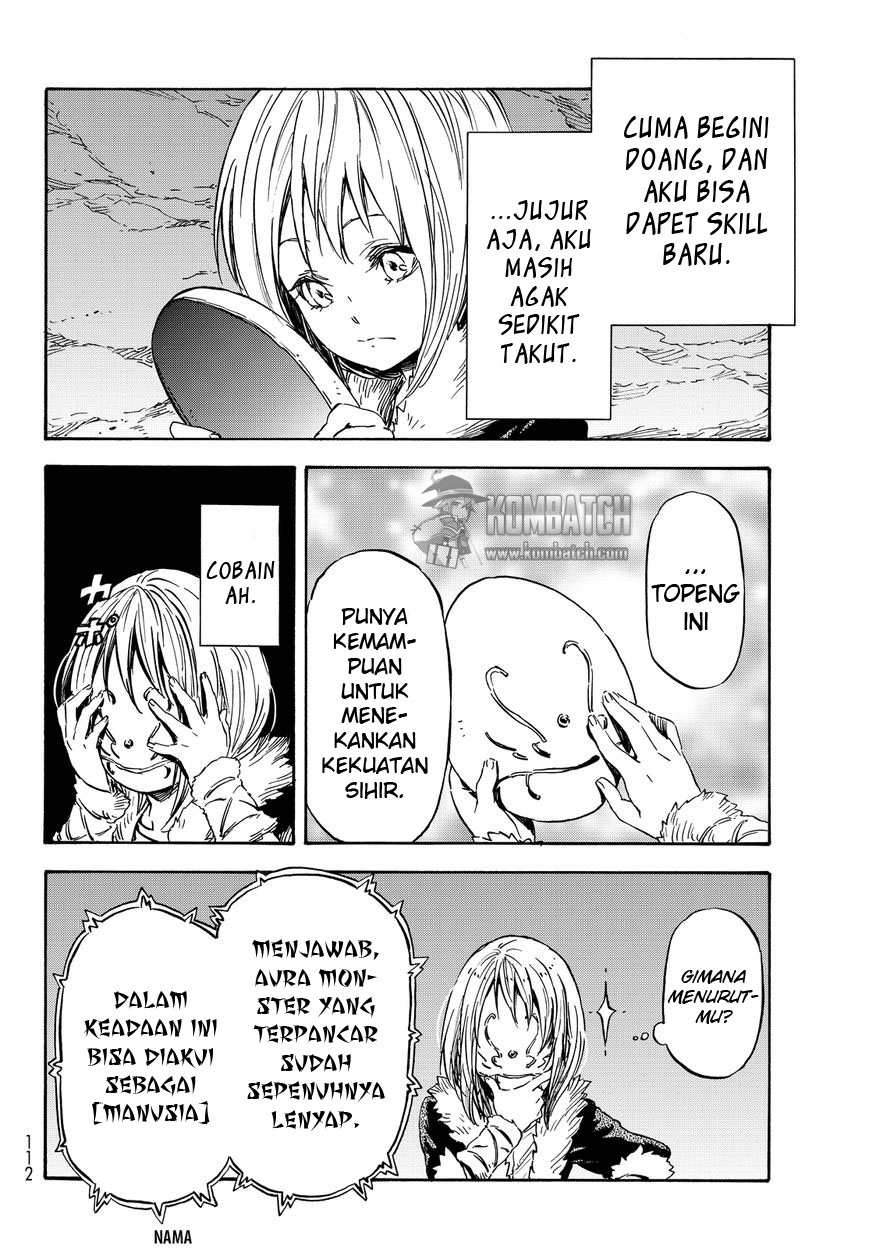 CUMA BEGINI
DOANG, DAN
AKU BISA
DAPET SKILL
BARU.
...JUJUR
AJA, AKU
MASIH
AGAK
SEDIKIT
TAKUT.
...
TOPENG
INI
PUNYA
KEMAM-
PUAN
UNTUK
MENE-
KANKAN
KEKUATAN
SIHIR.
KOMBATCH
www.kombatch.com
COBAIN
AH.
GIMANA
MENURUT-
MU?
MENJAWAB,
AURA MON-
STER YANG
TERPANCAR
SUDAH
SEPENUHNYA
LENYAP.
DALAM
KEADAAN INI
BISA DIAKUI
SEBAGAI
[MANUSIA]
112
NAMA